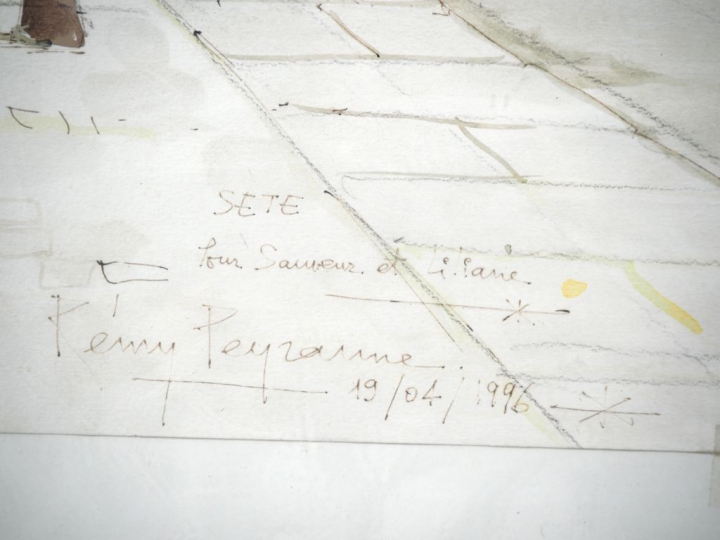 SETE
Pour Sauveur et Liliane
Rémy Peyranne
19/04/1996